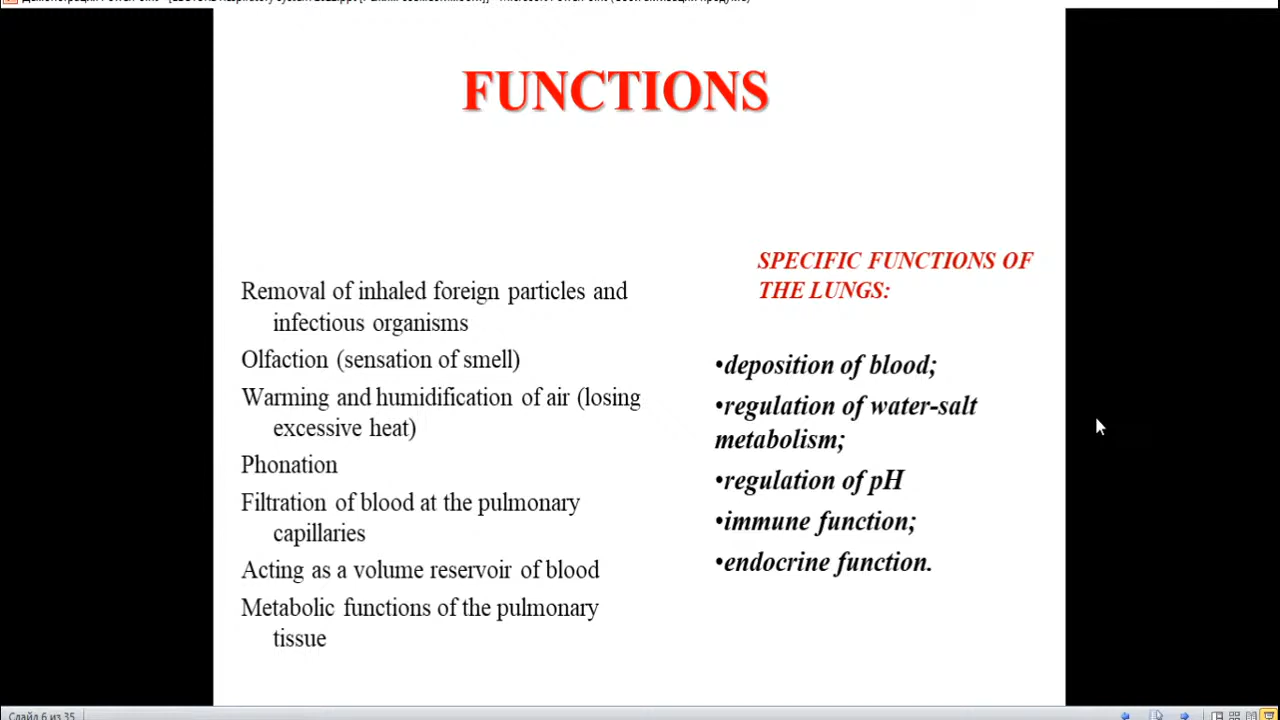 FUNCTIONS
Removal of inhaled foreign particles and
infectious organisms
Olfaction (sensation of smell)
Warming and humidification of air (losing
excessive heat)
Phonation
Filtration of blood at the pulmonary
capillaries
Acting as a volume reservoir of blood
Metabolic functions of the pulmonary
tissue
SPECIFIC FUNCTIONS OF
THE LUNGS:
•deposition of blood;
•regulation of water-salt
metabolism;
•regulation of pH
•immune function;
•endocrine function.
Слайд 6 из 35